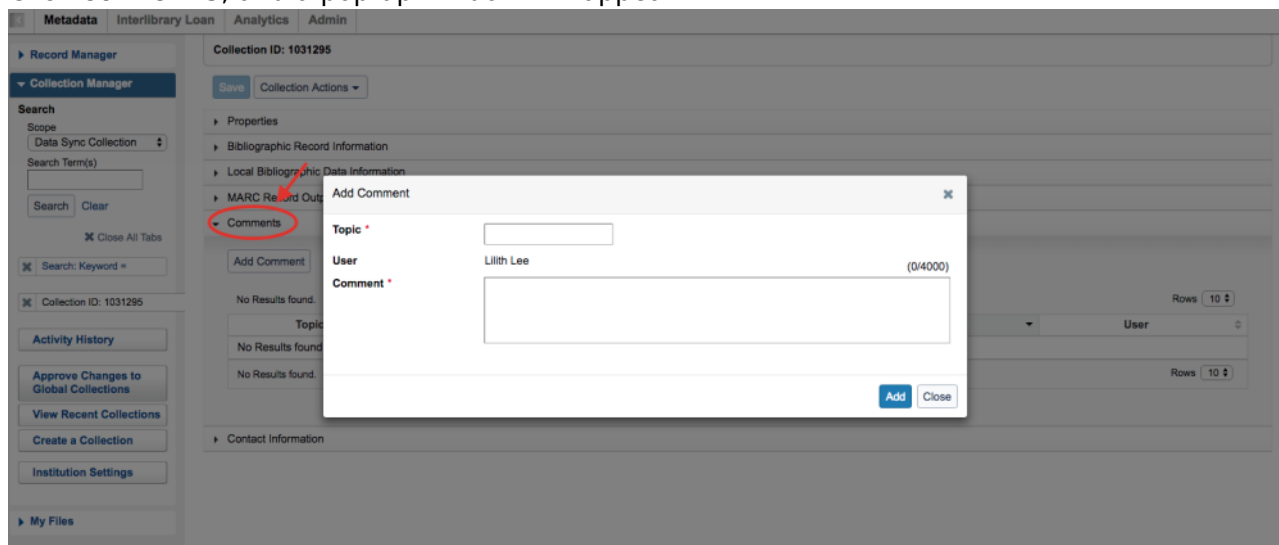 Metadata Interlibrary Loan Analytics Admin
Record Manager
Collection Manager
Search
Scope
Data Sync Collection
Search Term(s)
Search Clear
Close All Tabs
Search: Keyword =
Collection ID: 1031295
Activity History
Approve Changes to
Global Collections
View Recent Collections
Create a Collection
Institution Settings
My Files
Collection ID: 1031295
Save Collection Actions
Properties
Bibliographic Record Information
Local Bibliographic Data Information
MARC Record Outp
Comments
Add Comment
No Results found. Rows 10
Topic User
No Results found
No Results found. Rows 10
Contact Information
Add Comment
Topic *
User Lilith Lee (0/4000)
Comment *
Add Close